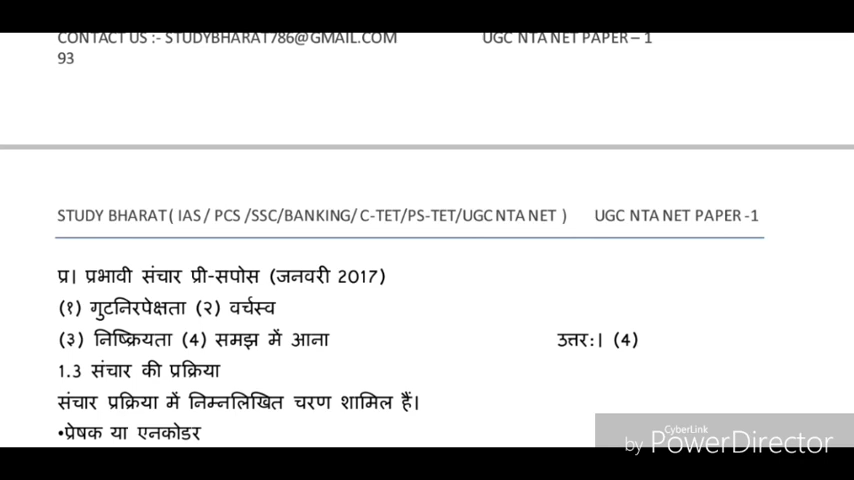 CONTACT US :- STUDYBHARAT786@GMAIL.COM UGC NTA NET PAPER – 1
93
STUDY BHARAT ( IAS / PCS /SSC/BANKING/ C-TET/PS-TET/UGC NTA NET ) UGC NTA NET PAPER -1
प्र। प्रभावी संचार प्री-सपोस (जनवरी 2017)
(१) गुटनिरपेक्षता (२) वर्चस्व
(३) निष्क्रियता (4) समझ में आना उत्तर:। (4)
1.3 संचार की प्रक्रिया
संचार प्रक्रिया में निम्नलिखित चरण शामिल हैं।
•प्रेषक या एनकोडर
CyberLink
by PowerDirector